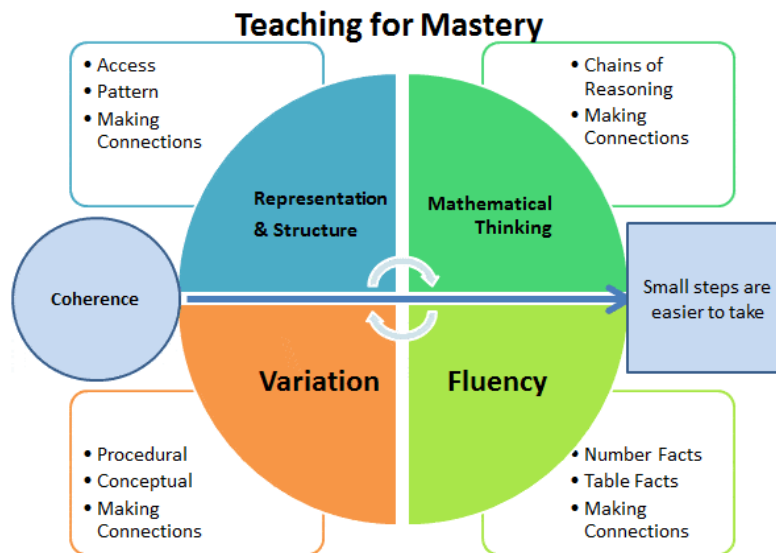 Teaching for Mastery
• Access
• Pattern
• Making
Connections
• Chains of
Reasoning
• Making
Connections
Representation
& Structure
Mathematical
Thinking
Coherence
Small steps are
easier to take
Variation
Fluency
• Procedural
• Conceptual
• Making
Connections
• Number Facts
• Table Facts
• Making
Connections